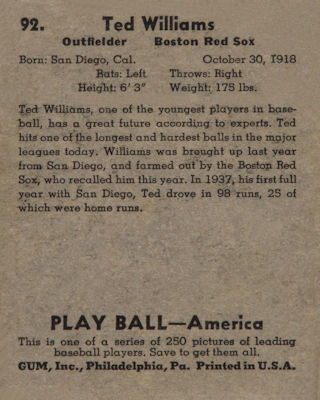 92. Ted Williams
Outfielder Boston Red Sox
Born: San Diego, Cal. October 30, 1918
Bats: Left Throws: Right
Height: 6' 3" Weight: 175 lbs.
Ted Williams, one of the youngest players in base-
ball, has a great future according to experts. Ted
hits one of the longest and hardest balls in the major
leagues today. Williams was brought up last year
from San Diego, and farmed out by the Boston Red
Sox, who recalled him this year. In 1937, his first full
year with San Diego, Ted drove in 98 runs, 25 of
which were home runs.
PLAY BALL—America
This is one of a series of 250 pictures of leading
baseball players. Save to get them all.
GUM, Inc., Philadelphia, Pa. Printed in U.S.A.